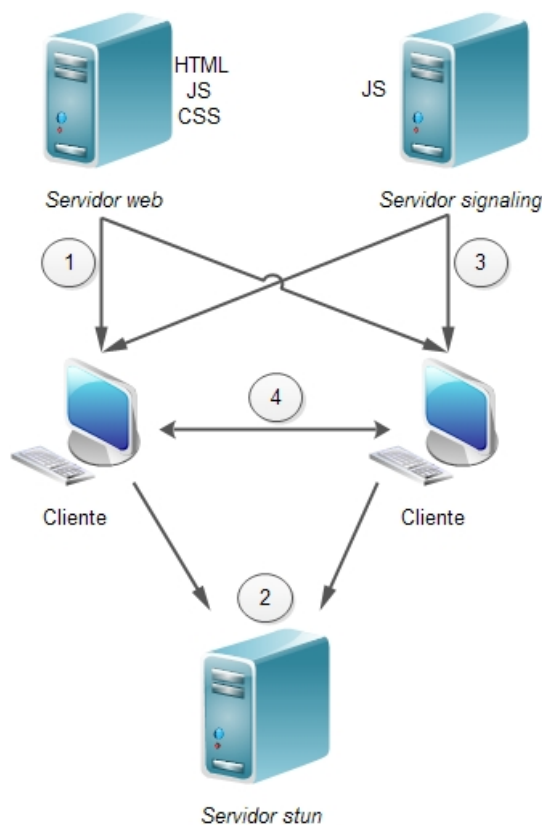 HTML
JS
CSS
JS
Servidor web
Servidor signaling
1
3
4
Cliente
Cliente
2
Servidor stun